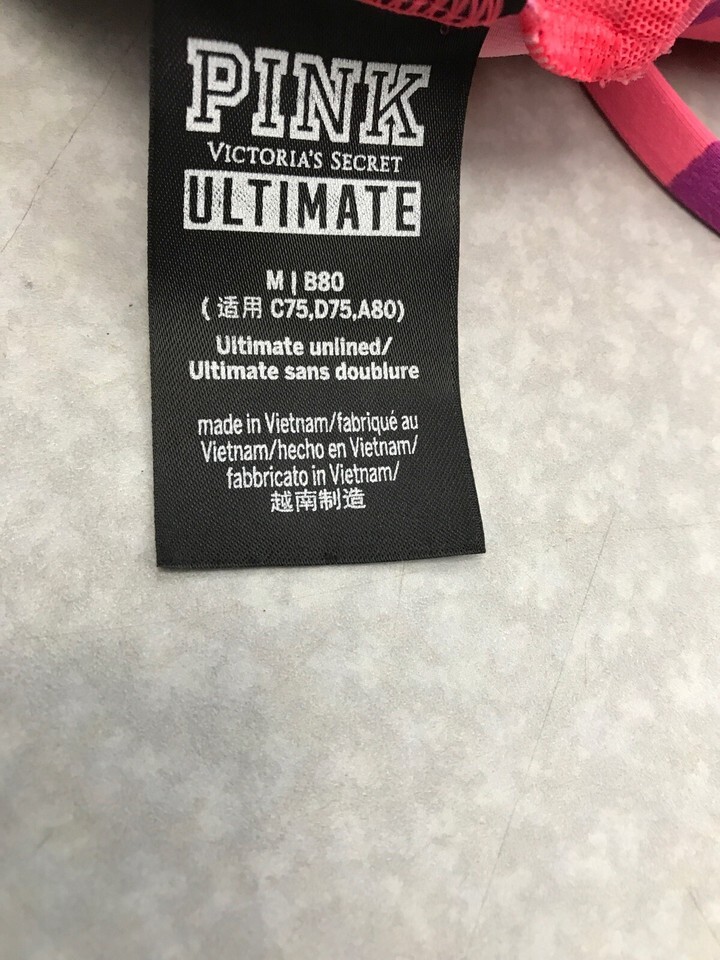 PINK
VICTORIA'S SECRET
ULTIMATE
M | B80
( 适用 C75,D75,A80)
Ultimate unlined/
Ultimate sans doublure
made in Vietnam/fabriqué au
Vietnam/hecho en Vietnam/
fabbricato in Vietnam/
越南制造